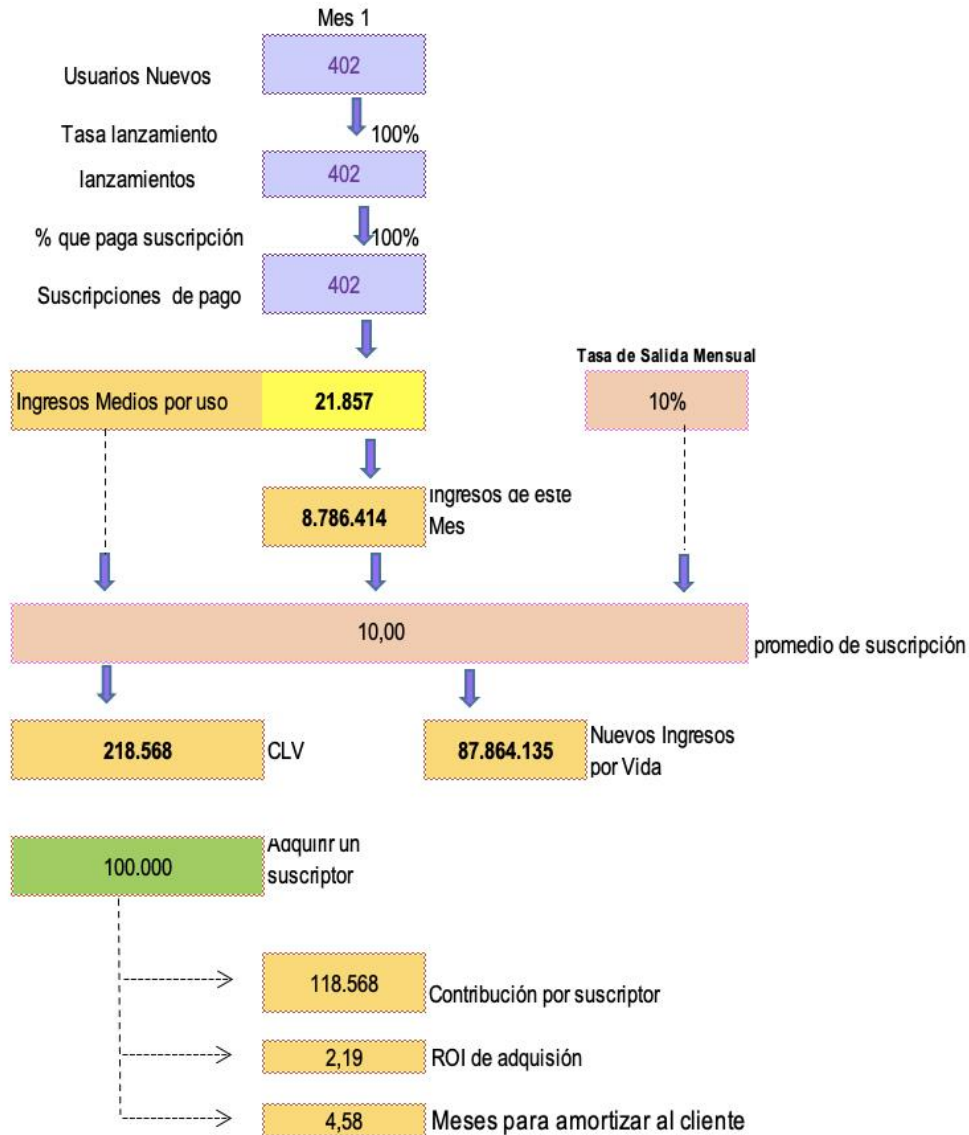 Mes 1
Usuarios Nuevos
402
Tasa lanzamiento
100%
lanzamientos
402
% que paga suscripción
100%
Suscripciones de pago
402
Tasa de Salida Mensual
Ingresos Medios por uso
21.857
10%
8.786.414
Ingresos de este
Mes
10,00
promedio de suscripción
218.568
CLV
87.864.135
Nuevos Ingresos
por Vida
100.000
Adquirir un
suscriptor
118.568
Contribución por suscriptor
2,19
ROI de adquisión
4,58
Meses para amortizar al cliente